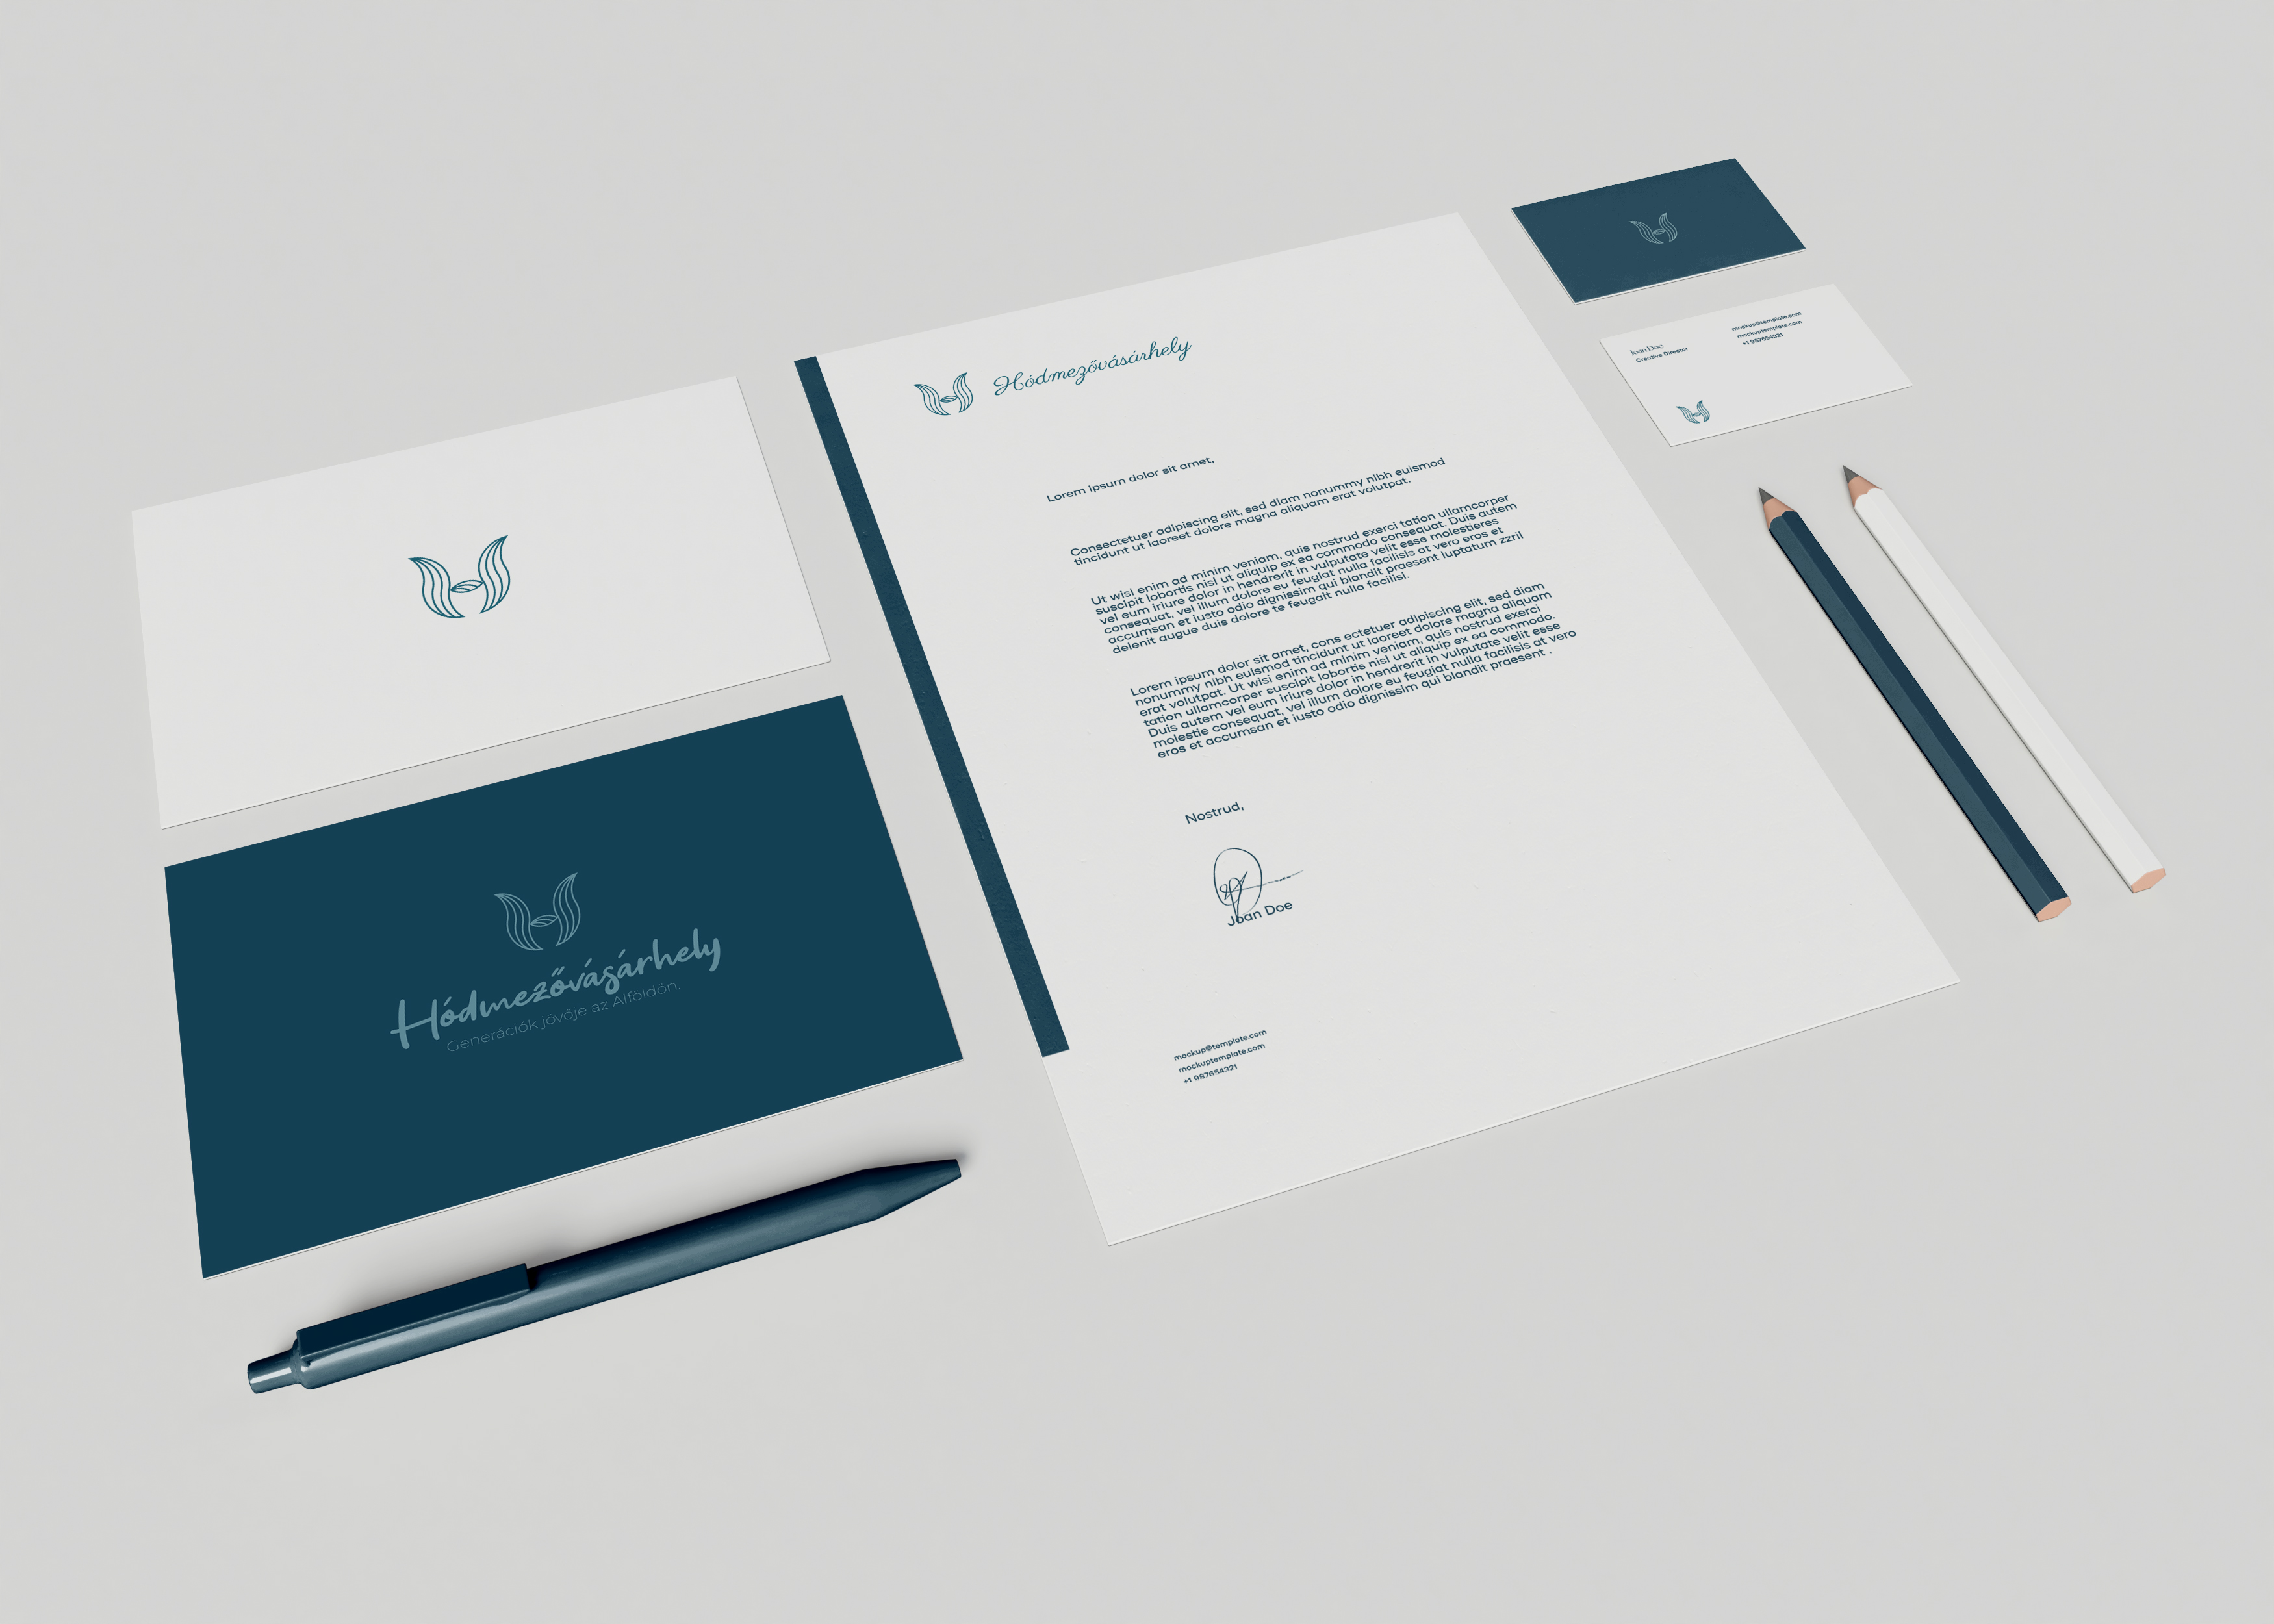 Hódmezővásárhely
Generációk jövője az Alföldön.
Hódmezővásárhely
Lorem ipsum dolor sit amet,
Consectetuer adipiscing elit, sed diam nonummy nibh euismod
tincidunt ut laoreet dolore magna aliquam erat volutpat.
Ut wisi enim ad minim veniam, quis nostrud exerci tation ullamcorper
suscipit lobortis nisl ut aliquip ex ea commodo consequat. Duis autem
vel eum iriure dolor in hendrerit in vulputate velit esse molestieres
consequat, vel illum dolore eu feugiat nulla facilisis at vero eros et
accumsan et iusto odio dignissim qui blandit praesent luptatum zzril
delenit augue duis dolore te feugait nulla facilisi.
Lorem ipsum dolor sit amet, cons ectetuer adipiscing elit, sed diam
nonummy nibh euismod tincidunt ut laoreet dolore magna aliquam
erat volutpat. Ut wisi enim ad minim veniam, quis nostrud exerci
tation ullamcorper suscipit lobortis nisl ut aliquip ex ea commodo.
Duis autem vel eum iriure dolor in hendrerit in vulputate velit esse
molestie consequat, vel illum dolore eu feugiat nulla facilisis at vero
eros et accumsan et iusto odio dignissim qui blandit praesent .
Nostrud,
Joan Doe
mockup@template.com
mockuptemplate.com
+1 987654321
Joan Doe
Creative Director
mockup@template.com
mockuptemplate.com
+1 987654321